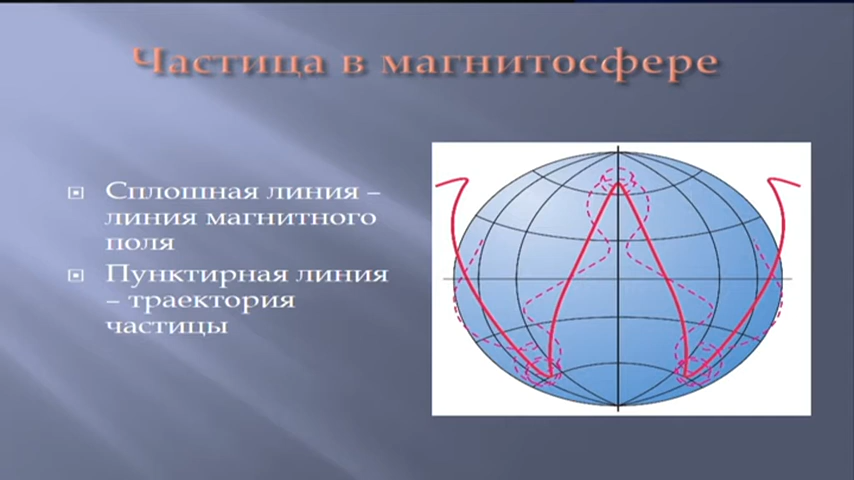 Частица в магнитосфере
Сплошная линия –
линия магнитного
поля
Пунктирная линия
– траектория
частицы